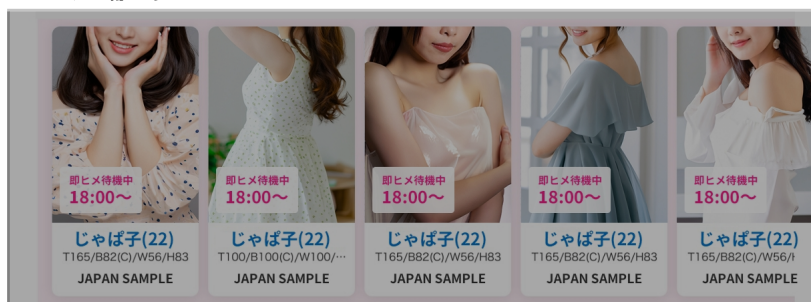 即ヒメ待機中
18:00〜
じゃぱ子(22)
T165/B82(C)/W56/H83
JAPAN SAMPLE
即ヒメ待機中
18:00〜
じゃぱ子(22)
T100/B100(C)/W100/…
JAPAN SAMPLE
即ヒメ待機中
18:00〜
じゃぱ子(22)
T165/B82(C)/W56/H83
JAPAN SAMPLE
即ヒメ待機中
18:00〜
じゃぱ子(22)
T165/B82(C)/W56/H83
JAPAN SAMPLE
即ヒメ待機中
18:00〜
じゃぱ子(22)
T165/B82(C)/W56/
JAPAN SAMPLE